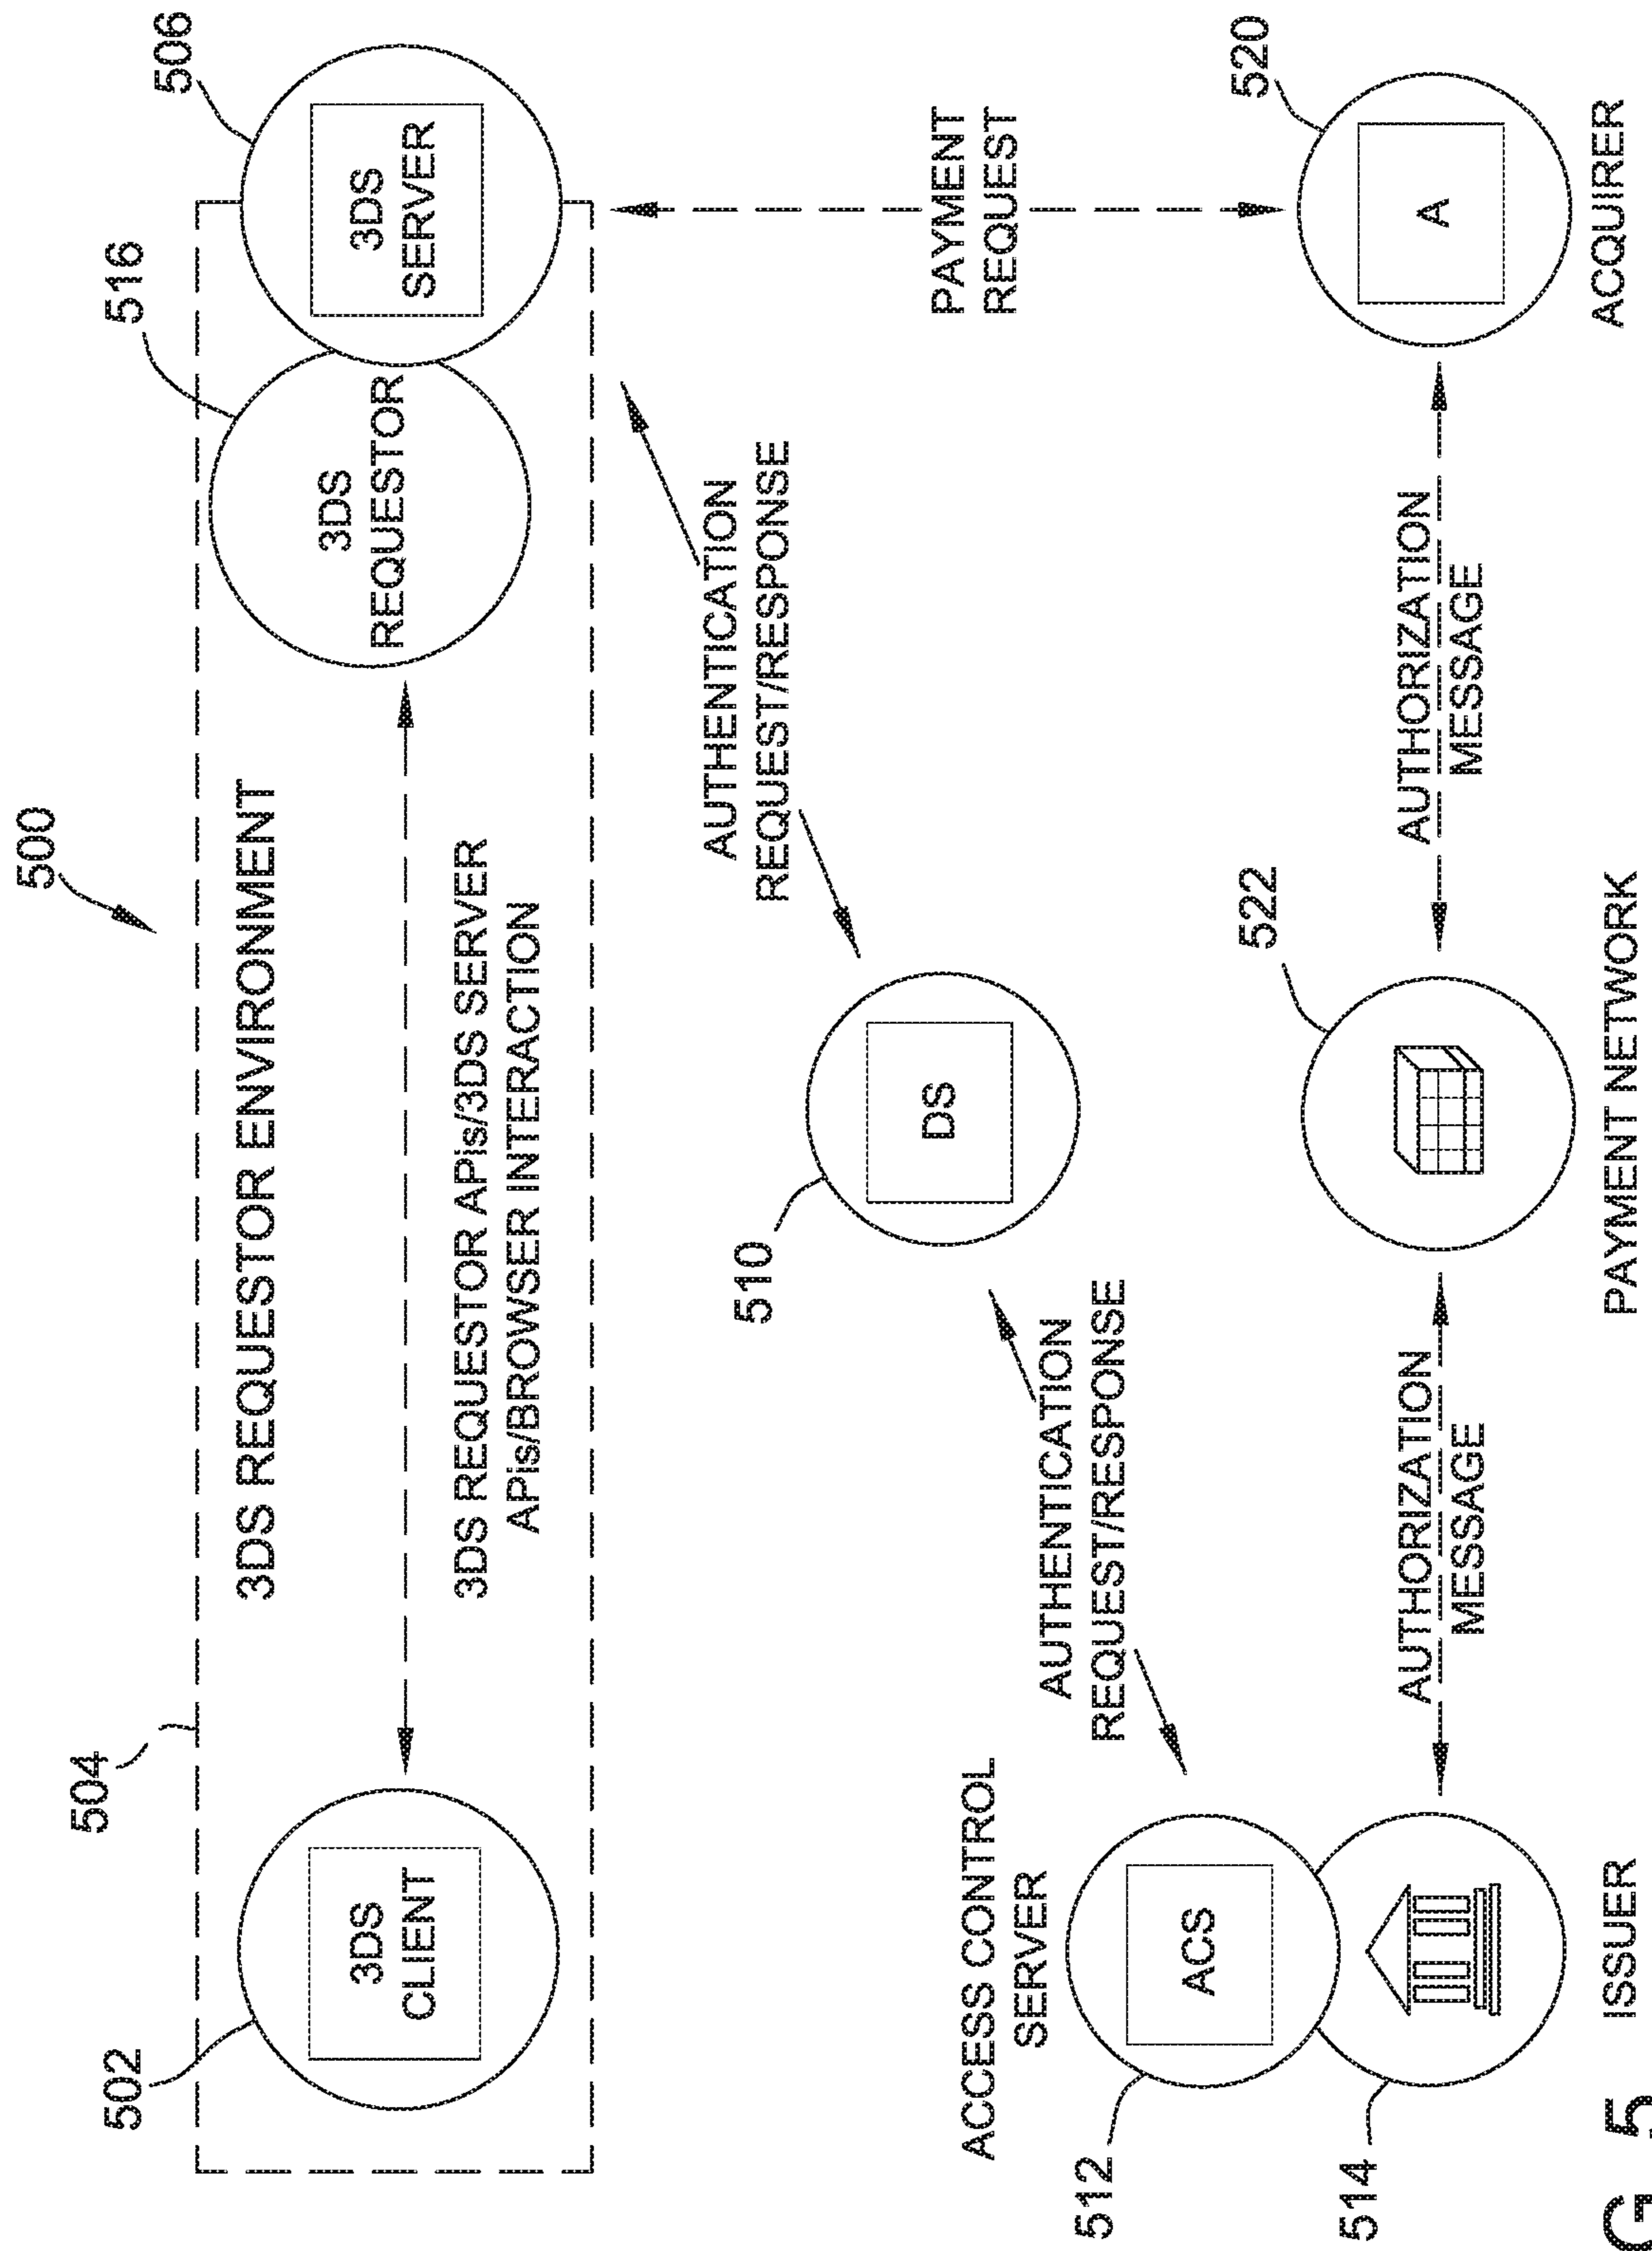 500
504
516
506
502
3DS REQUESTOR ENVIRONMENT
3DS
CLIENT
3DS
REQUESTOR
3DS
SERVER
3DS REQUESTOR APIs/3DS SERVER
APIs/BROWSER INTERACTION
AUTHENTICATION
REQUEST/RESPONSE
PAYMENT
REQUEST
510
DS
ACCESS CONTROL
SERVER
AUTHENTICATION
REQUEST/RESPONSE
512
ACS
514
522
520
AUTHORIZATION
MESSAGE
AUTHORIZATION
MESSAGE
A
ISSUER
PAYMENT NETWORK
ACQUIRER
G. 5